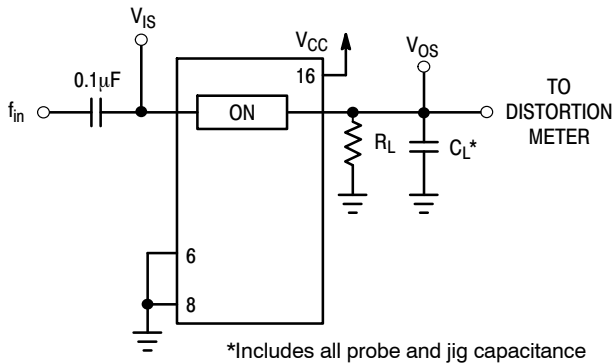 V_IS
V_CC
V_OS
0.1μF
16
f_in
ON
TO
DISTORTION
METER
R_L
C_L*
6
8
*Includes all probe and jig capacitance